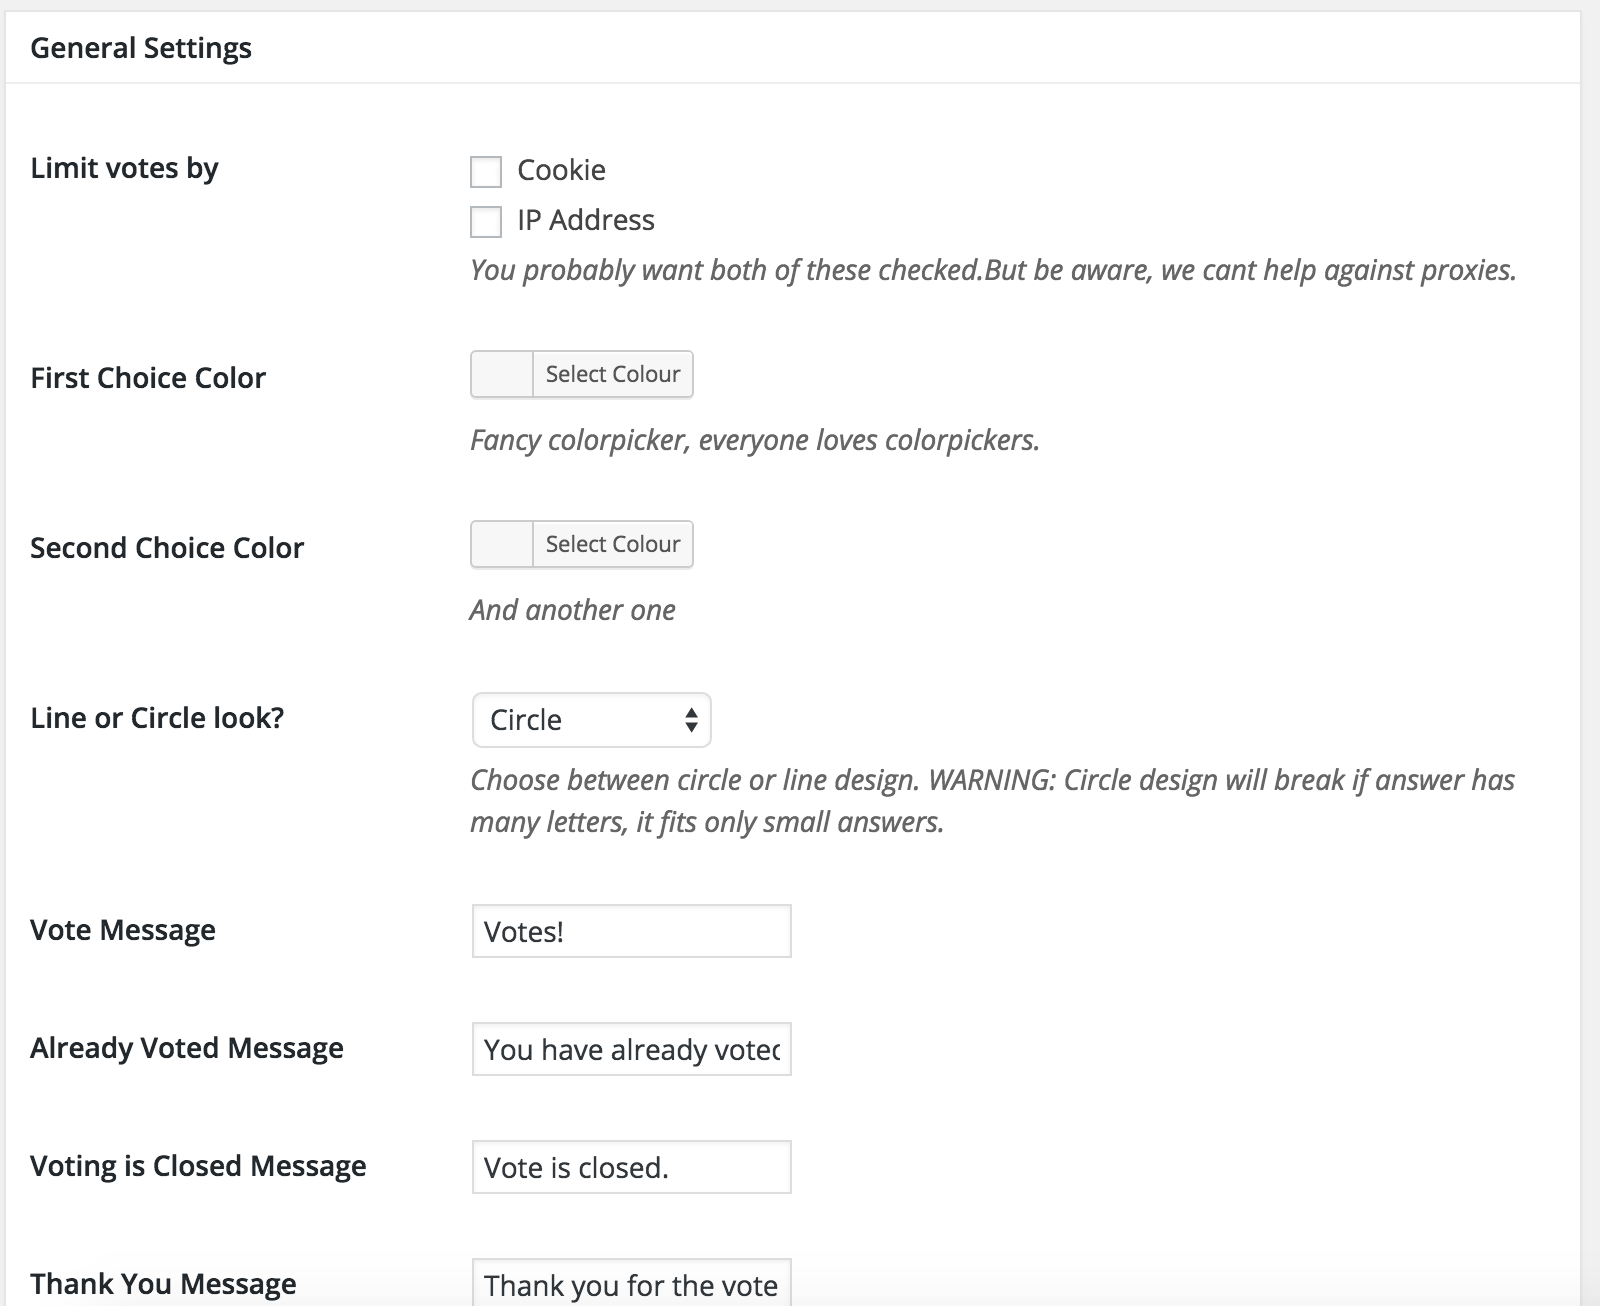 General Settings
Limit votes by
Cookie
IP Address
You probably want both of these checked.But be aware, we cant help against proxies.
First Choice Color
Select Colour
Fancy colorpicker, everyone loves colorpickers.
Second Choice Color
Select Colour
And another one
Line or Circle look?
Circle
Choose between circle or line design. WARNING: Circle design will break if answer has
many letters, it fits only small answers.
Vote Message
Votes!
Already Voted Message
You have already voted
Voting is Closed Message
Vote is closed.
Thank You Message
Thank you for the vote